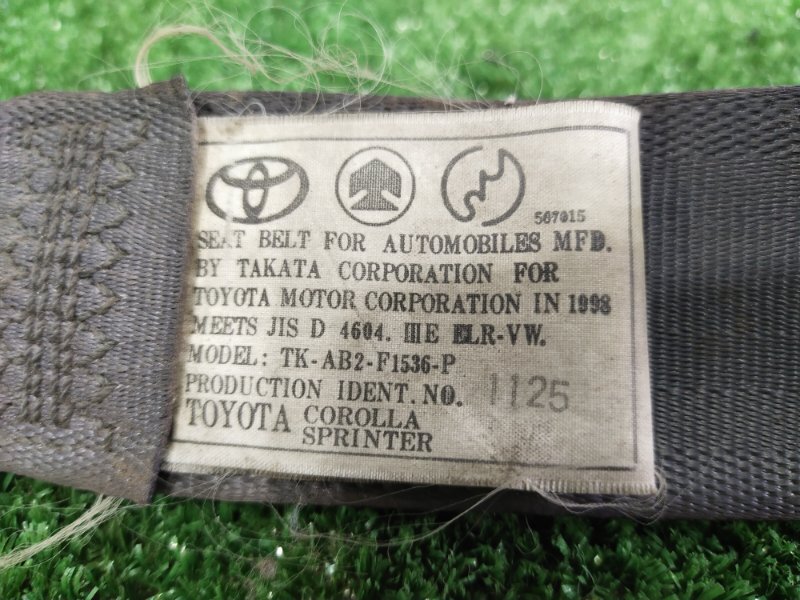 567015
SEAT BELT FOR AUTOMOBILES MFD.
BY TAKATA CORPORATION FOR
TOYOTA MOTOR CORPORATION IN 1998
MEETS JIS D 4604. ⅢE ELR-VW.
MODEL: TK-AB2-F1536-P
PRODUCTION IDENT. NO. 1125
TOYOTA COROLLA
SPRINTER